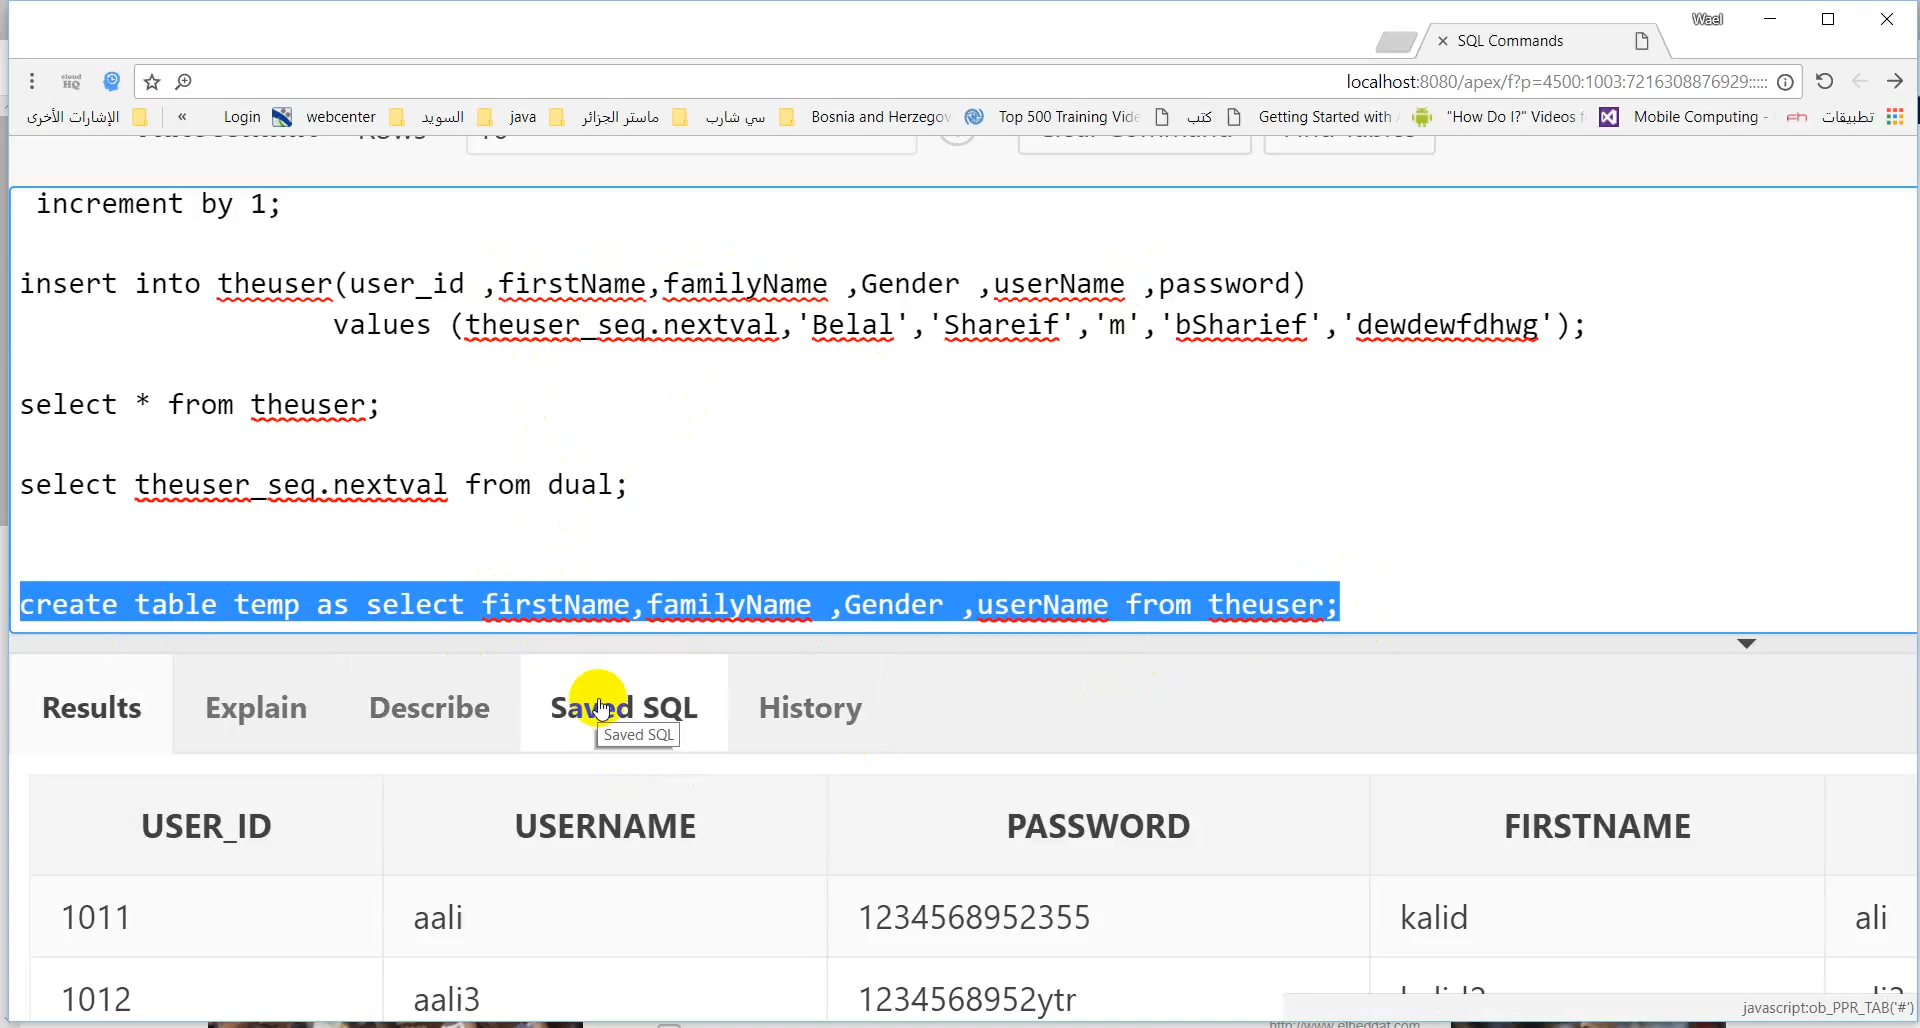 Wael
SQL Commands
localhost:8080/apex/f?p=4500:1003:7216308876929:::::
cloud HQ
الإشارات الأخرى
«
Login
webcenter
السويد
java
ماستر الجزائر
سي شارب
Bosnia and Herzegov
Top 500 Training Vide
كتب
Getting Started with
"How Do I?" Videos f
Mobile Computing -
تطبيقات
increment by 1;
insert into theuser(user_id ,firstName,familyName ,Gender ,userName ,password)
values (theuser_seq.nextval,'Belal','Shareif','m','bSharief','dewdewfdhwg');
select * from theuser;
select theuser_seq.nextval from dual;
create table temp as select firstName,familyName ,Gender ,userName from theuser;
Results Explain Describe Saved SQL History
Saved SQL
USER_ID USERNAME PASSWORD FIRSTNAME
1011 aali 1234568952355 kalid ali
1012 aali3 1234568952ytr
javascript:ob_PPR_TAB('#')